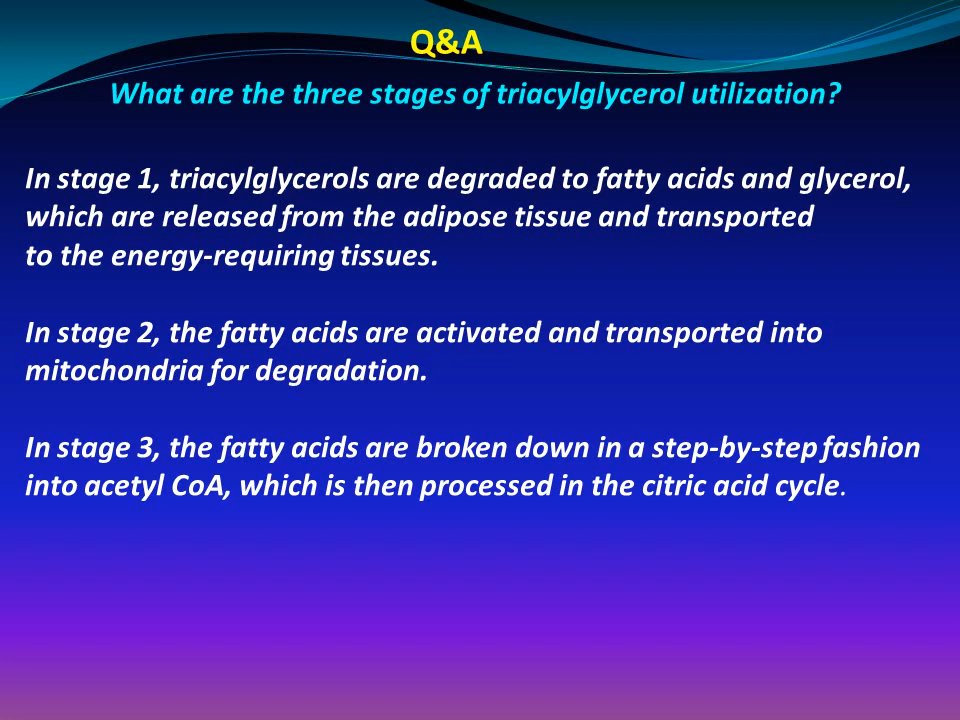 Q&A
What are the three stages of triacylglycerol utilization?
In stage 1, triacylglycerols are degraded to fatty acids and glycerol,
which are released from the adipose tissue and transported
to the energy-requiring tissues.
In stage 2, the fatty acids are activated and transported into
mitochondria for degradation.
In stage 3, the fatty acids are broken down in a step-by-step fashion
into acetyl CoA, which is then processed in the citric acid cycle.